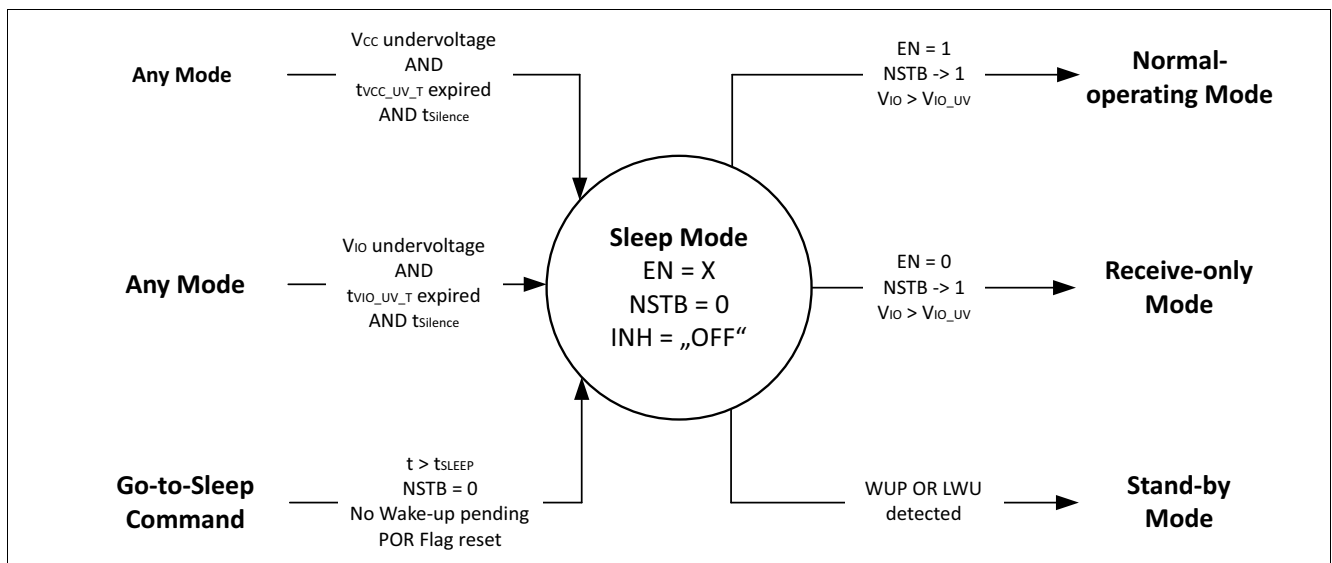 Any Mode
VCC undervoltage
AND
tVCC_UV_T expired
AND tSilence
EN = 1
NSTB -> 1
VIO > VIO_UV
Normal-
operating Mode
Any Mode
VIO undervoltage
AND
tVIO_UV_T expired
AND tSilence
Sleep Mode
EN = X
NSTB = 0
INH = „OFF“
EN = 0
NSTB -> 1
VIO > VIO_UV
Receive-only
Mode
Go-to-Sleep
Command
t > tSLEEP
NSTB = 0
No Wake-up pending
POR Flag reset
WUP OR LWU
detected
Stand-by
Mode